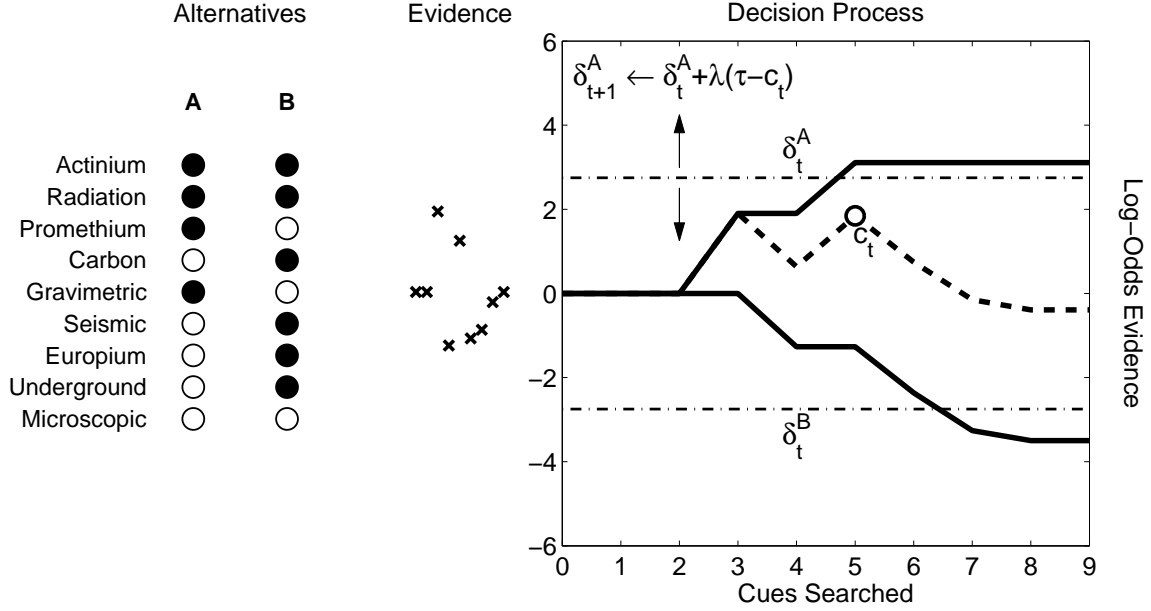 Alternatives
Evidence
Decision Process
A
B
Actinium
Radiation
Promethium
Carbon
Gravimetric
Seismic
Europium
Underground
Microscopic
δ^A_{t+1} ← δ^A_t+λ(τ−c_t)
δ^A_t
c_t
δ^B_t
6
4
2
0
−2
−4
−6
0 1 2 3 4 5 6 7 8 9
Cues Searched
Log−Odds Evidence